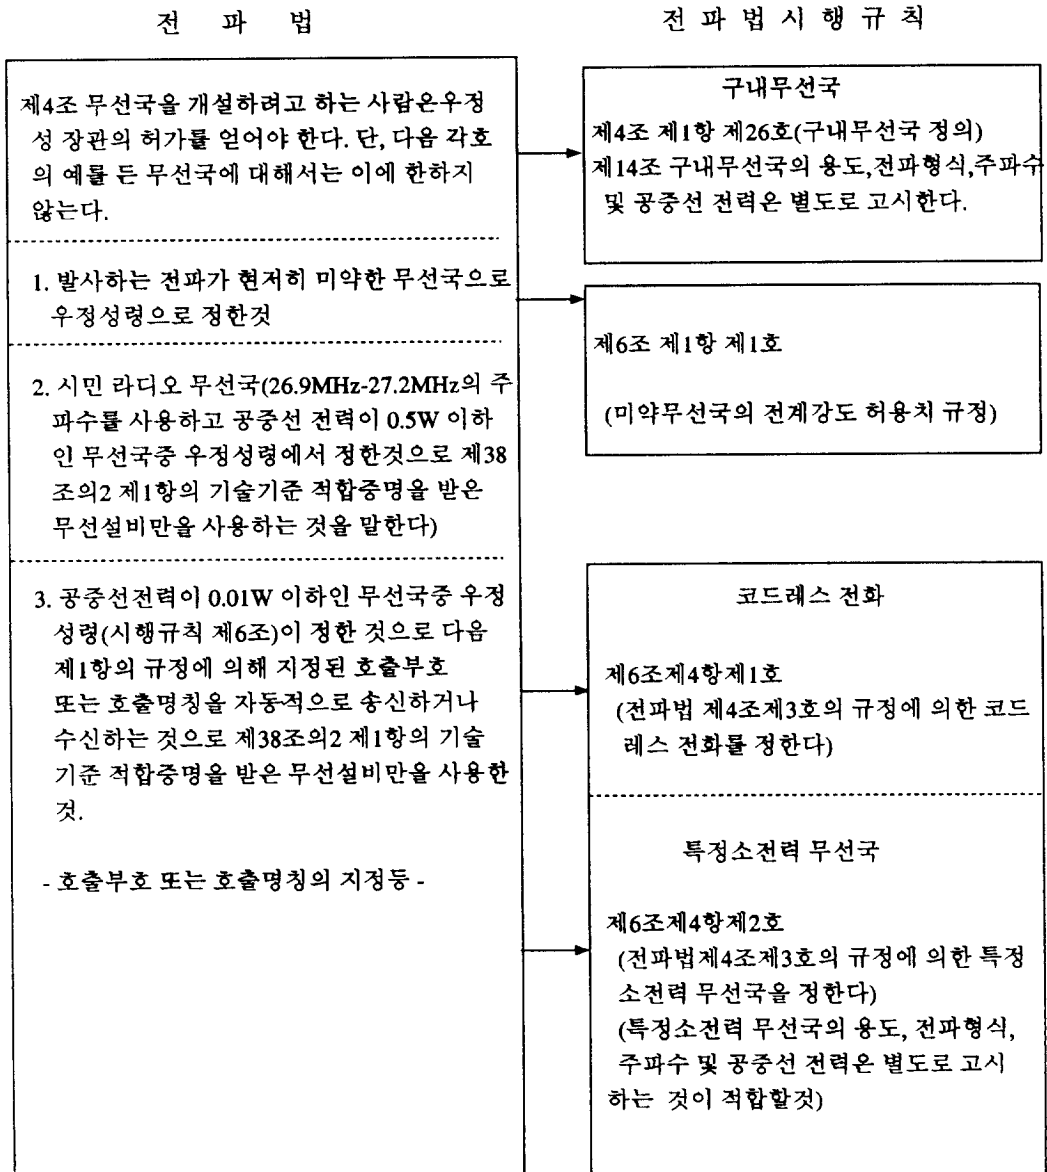 전 파 법
제4조 무선국을 개설하려고 하는 사람은우정
성 장관의 허가를 얻어야 한다. 단, 다음 각호
의 예를 든 무선국에 대해서는 이에 한하지
않는다.
1. 발사하는 전파가 현저히 미약한 무선국으로
우정성령으로 정한것
2. 시민 라디오 무선국(26.9MHz-27.2MHz의 주
파수를 사용하고 공중선 전력이 0.5W 이하
인 무선국중 우정성령에서 정한것으로 제38
조의2 제1항의 기술기준 적합증명을 받은
무선설비만을 사용하는 것을 말한다)
3. 공중선전력이 0.01W 이하인 무선국중 우정
성령(시행규칙 제6조)이 정한 것으로 다음
제1항의 규정에 의해 지정된 호출부호
또는 호출명칭을 자동적으로 송신하거나
수신하는 것으로 제38조의2 제1항의 기술
기준 적합증명을 받은 무선설비만을 사용한
것.
- 호출부호 또는 호출명칭의 지정등 -
전 파 법 시 행 규 칙
구내무선국
제4조 제1항 제26호(구내무선국 정의)
제14조 구내무선국의 용도,전파형식,주파수
및 공중선 전력은 별도로 고시한다.
제6조 제1항 제1호
(미약무선국의 전계강도 허용치 규정)
코드레스 전화
제6조제4항제1호
(전파법 제4조제3호의 규정에 의한 코드
레스 전화를 정한다)
특정소전력 무선국
제6조제4항제2호
(전파법제4조제3호의 규정에 의한 특정
소전력 무선국을 정한다)
(특정소전력 무선국의 용도, 전파형식,
주파수 및 공중선 전력은 별도로 고시
하는 것이 적합할것)